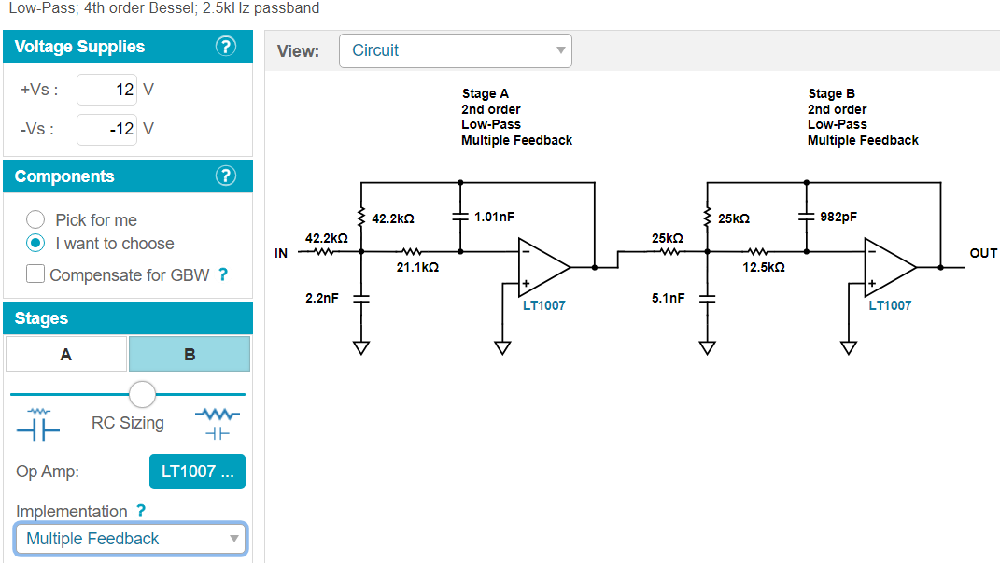 Low-Pass; 4th order Bessel; 2.5kHz passband
Voltage Supplies ?
+Vs : 12 V
-Vs : -12 V
Components ?
Pick for me
I want to choose
Compensate for GBW ?
Stages
A B
RC Sizing
Op Amp: LT1007 ...
Implementation ?
Multiple Feedback
View: Circuit
Stage A
2nd order
Low-Pass
Multiple Feedback
42.2kΩ
1.01nF
42.2kΩ
IN
21.1kΩ
2.2nF
−
+
LT1007
Stage B
2nd order
Low-Pass
Multiple Feedback
25kΩ
982pF
25kΩ
12.5kΩ
5.1nF
−
+
LT1007
OUT